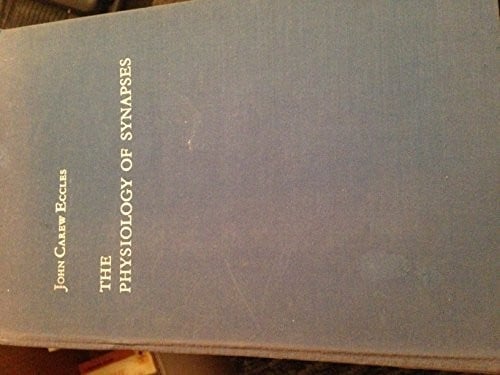 JOHN CAREW ECCLES
THE
PHYSIOLOGY OF SYNAPSES